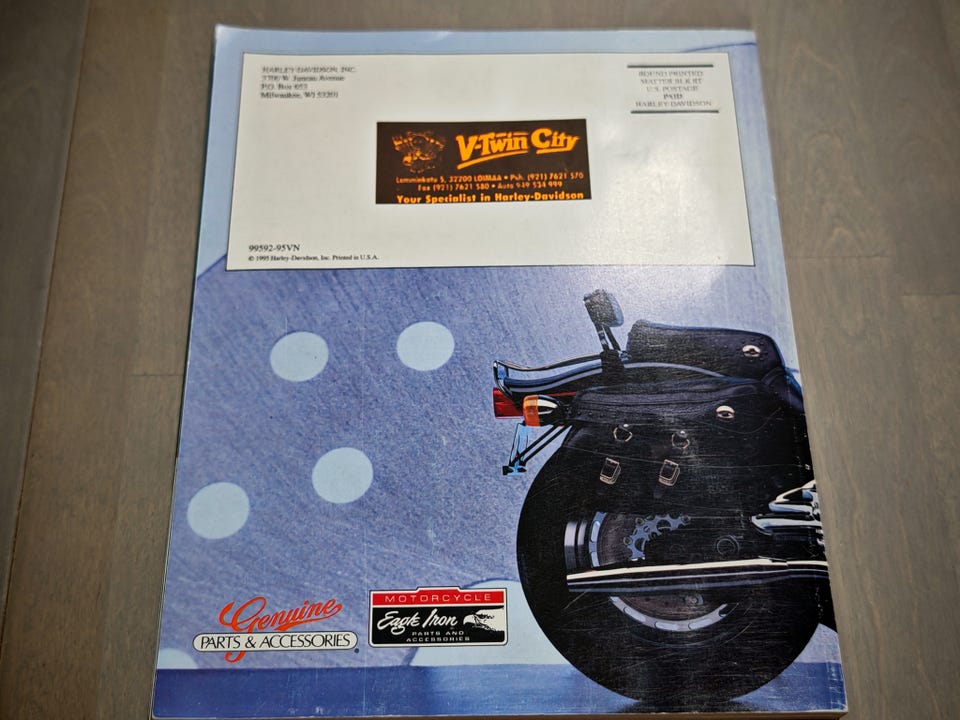 HARLEY-DAVIDSON, INC.
3700 W. Juneau Avenue
P.O. Box 653
Milwaukee, WI 53201
BOUND PRINTED
MATTER BLK RT
U.S. POSTAGE
PAID
HARLEY-DAVIDSON
V-Twin City
Lamminkatu 5, 32200 LOIMAA • Puh. (921) 7621 570
Fax (921) 7621 580 • Auto 949 534 999
Your Specialist in Harley-Davidson
99592-95VN
© 1995 Harley-Davidson, Inc. Printed in U.S.A.
Genuine
PARTS & ACCESSORIES
MOTORCYCLE
Eagle Iron
PARTS AND
ACCESSORIES